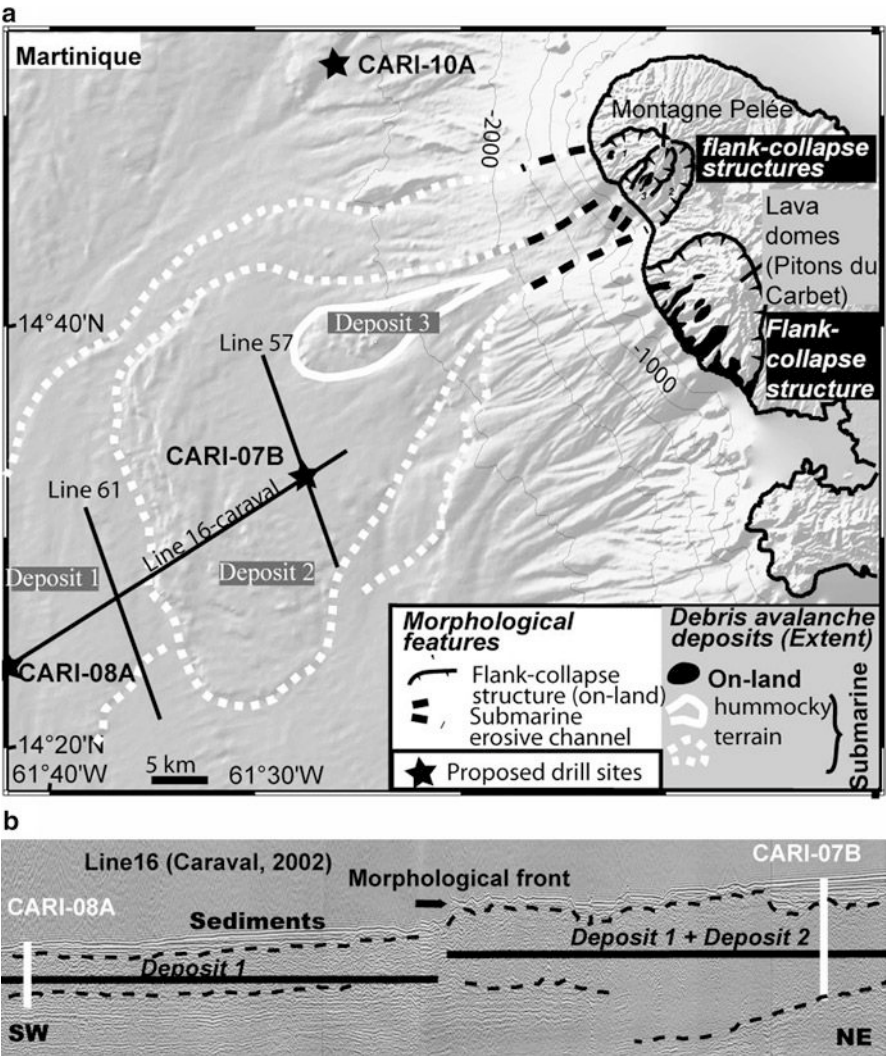 a
Martinique
CARI-10A
-2000
Montagne Pelée
flank-collapse
structures
Lava
domes
(Pitons du
Carbet)
Flank-
collapse
structure
14°40'N
Deposit 3
Line 57
-1000
CARI-07B
Line 61
Line 16-caraval
Deposit 1
Deposit 2
CARI-08A
14°20'N
61°40'W
5 km
61°30'W
Morphological
features
Flank-collapse
structure (on-land)
Submarine
erosive channel
Proposed drill sites
Debris avalanche
deposits (Extent)
On-land
hummocky
terrain
Submarine
b
Line16 (Caraval, 2002)
CARI-07B
Morphological front
CARI-08A
Sediments
Deposit 1 + Deposit 2
Deposit 1
SW
NE